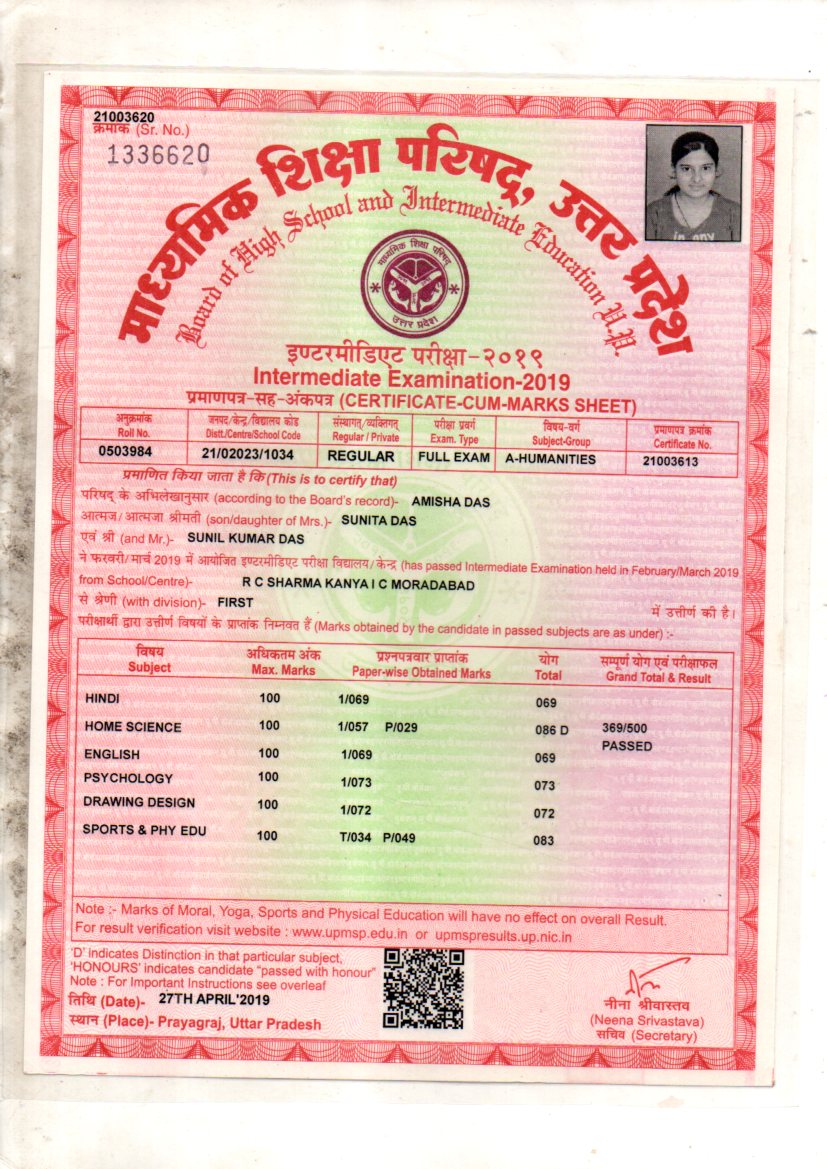 21003620
क्रमांक (Sr. No.)
1336620
माध्यमिक शिक्षा परिषद्, उत्तर प्रदेश
Board of High School and Intermediate Education U.P.
माध्यमिक शिक्षा परिषद्
उत्तर प्रदेश
इण्टरमीडिएट परीक्षा-२०१९
Intermediate Examination-2019
प्रमाणपत्र-सह-अंकपत्र (CERTIFICATE-CUM-MARKS SHEET)
अनुक्रमांक जनपद/केन्द्र/विद्यालय कोड संस्थागत्/व्यक्तिगत् परीक्षा प्रवर्ग विषय-वर्ग प्रमाणपत्र क्रमांक
Roll No. Distt./Centre/School Code Regular / Private Exam. Type Subject-Group Certificate No.
0503984 21/02023/1034 REGULAR FULL EXAM A-HUMANITIES 21003613
प्रमाणित किया जाता है कि (This is to certify that)
परिषद् के अभिलेखानुसार (according to the Board's record)- AMISHA DAS
आत्मज/आत्मजा श्रीमती (son/daughter of Mrs.)- SUNITA DAS
एवं श्री (and Mr.)- SUNIL KUMAR DAS
ने फरवरी/मार्च 2019 में आयोजित इण्टरमीडिएट परीक्षा विद्यालय/केन्द्र (has passed Intermediate Examination held in February/March 2019
from School/Centre)- R C SHARMA KANYA I C MORADABAD
से श्रेणी (with division)- FIRST में उत्तीर्ण की है।
परीक्षार्थी द्वारा उत्तीर्ण विषयों के प्राप्तांक निम्नवत हैं (Marks obtained by the candidate in passed subjects are as under) :-
विषय अधिकतम अंक प्रश्नपत्रवार प्राप्तांक योग सम्पूर्ण योग एवं परीक्षाफल
Subject Max. Marks Paper-wise Obtained Marks Total Grand Total & Result
HINDI 100 1/069 069
HOME SCIENCE 100 1/057 P/029 086 D 369/500
PASSED
ENGLISH 100 1/069 069
PSYCHOLOGY 100 1/073 073
DRAWING DESIGN 100 1/072 072
SPORTS & PHY EDU 100 T/034 P/049 083
Note :- Marks of Moral, Yoga, Sports and Physical Education will have no effect on overall Result.
For result verification visit website : www.upmsp.edu.in or upmspresults.up.nic.in
'D' indicates Distinction in that particular subject,
'HONOURS' indicates candidate "passed with honour"
Note : For Important Instructions see overleaf
तिथि (Date)- 27TH APRIL'2019
स्थान (Place)- Prayagraj, Uttar Pradesh
नीना श्रीवास्तव
(Neena Srivastava)
सचिव (Secretary)